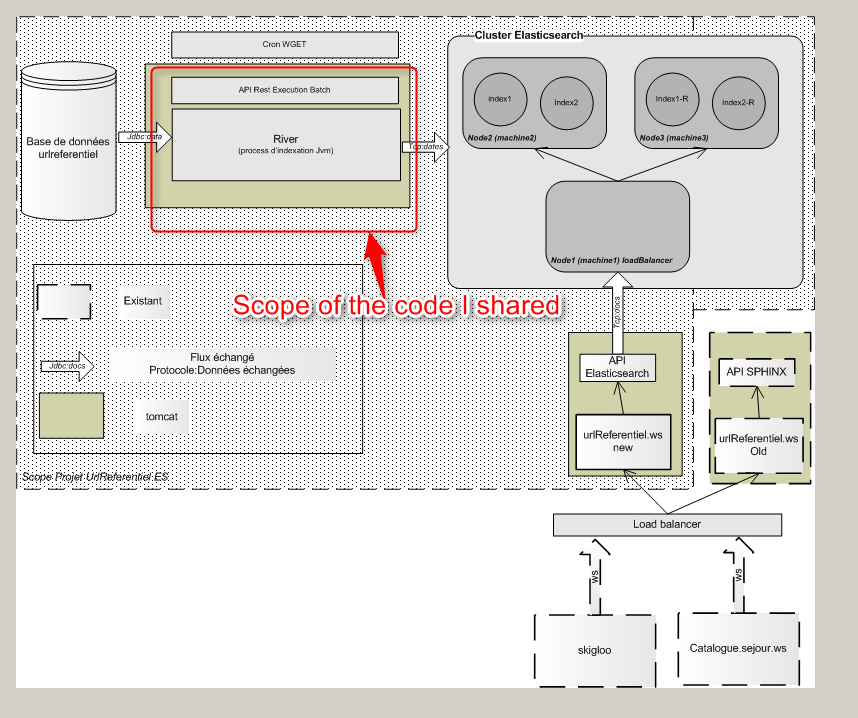 Cron WGET
Cluster Elasticsearch
API Rest Execution Batch
River
(process d'indexation Jvm)
Base de données
urlreferentiel
Jdbc:data
Tcp:dates
Index1
Index2
Node2 (machine2)
Index1-R
Index2-R
Node3 (machine3)
Node1 (machine1) loadBalancer
Scope of the code I shared
Existant
Jdbc:docs
Flux échangé
Protocole:Données échangées
tomcat
Scope Projet UrlReferentiel ES
Tcp:docs
API
Elasticsearch
urlReferentiel.ws
new
API SPHINX
urlReferentiel.ws
Old
Load balancer
ws
ws
skigloo
Catalogue.sejour.ws